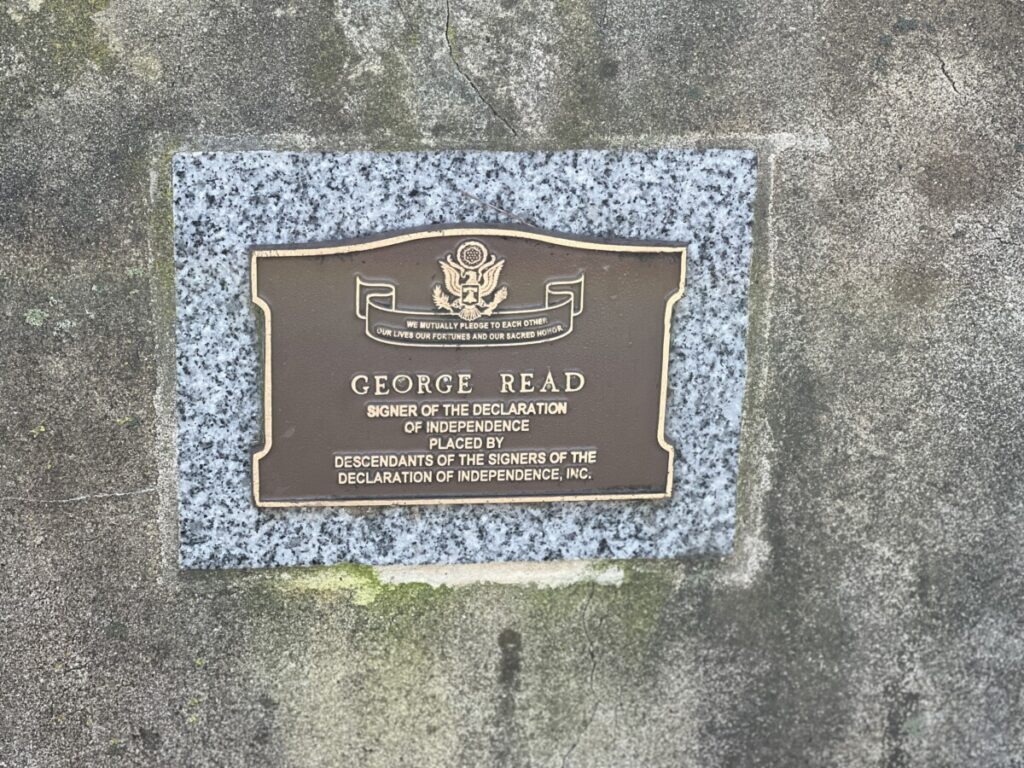 WE MUTUALLY PLEDGE TO EACH OTHER
OUR LIVES OUR FORTUNES AND OUR SACRED HONOR
GEORGE READ
SIGNER OF THE DECLARATION
OF INDEPENDENCE
PLACED BY
DESCENDANTS OF THE SIGNERS OF THE
DECLARATION OF INDEPENDENCE, INC.